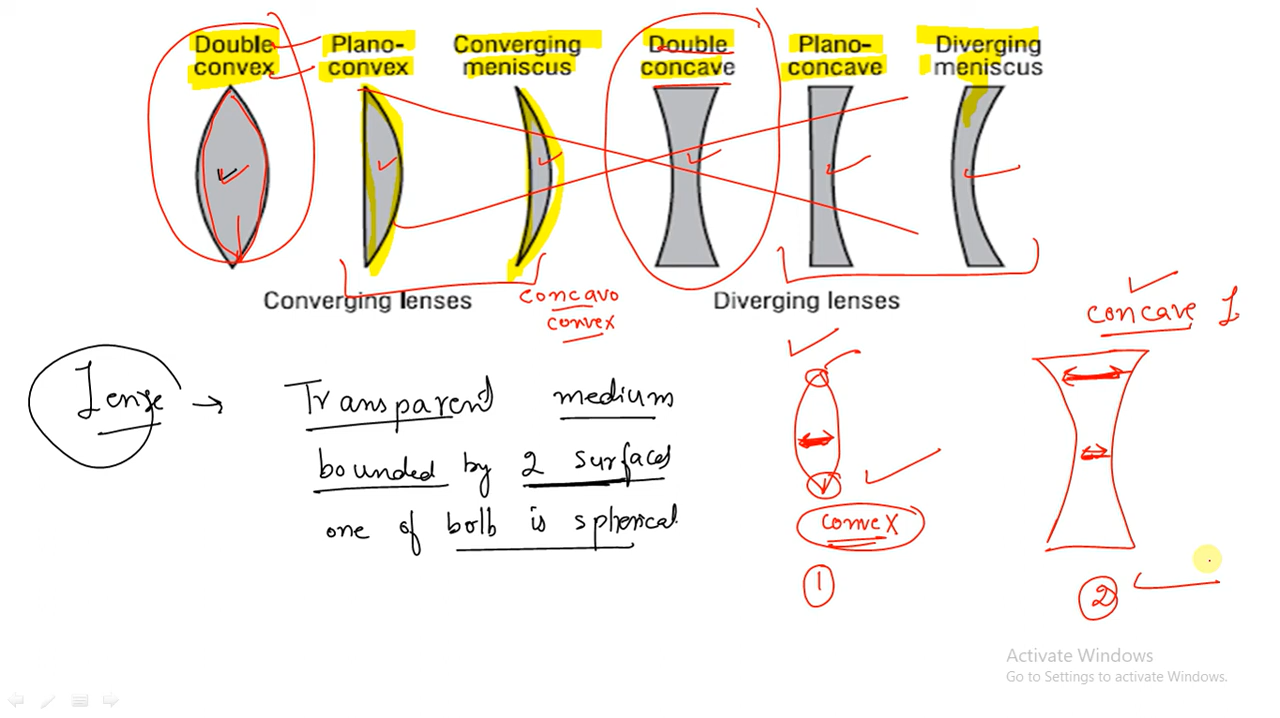 Double convex
Plano-convex
Converging meniscus
Double concave
Plano-concave
Diverging meniscus
Converging lenses
concavo convex
Diverging lenses
concave L
Lense → Transparent medium
bounded by 2 surfaces
one of bolb is spherical
convex
1
2
Activate Windows
Go to Settings to activate Windows.